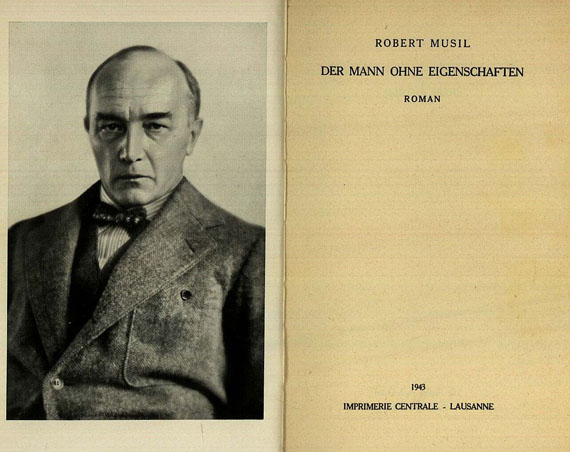 ROBERT MUSIL
DER MANN OHNE EIGENSCHAFTEN
ROMAN
1943
IMPRIMERIE CENTRALE - LAUSANNE